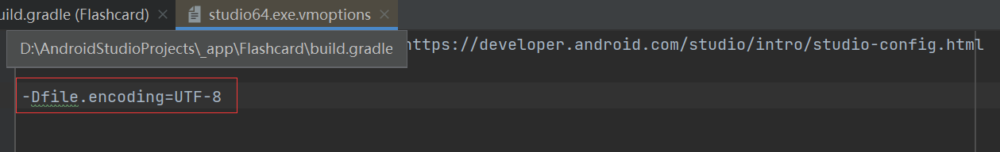 uild.gradle (Flashcard)
studio64.exe.vmoptions
D:\AndroidStudioProjects\_app\Flashcard\build.gradle
https://developer.android.com/studio/intro/studio-config.html
-Dfile.encoding=UTF-8